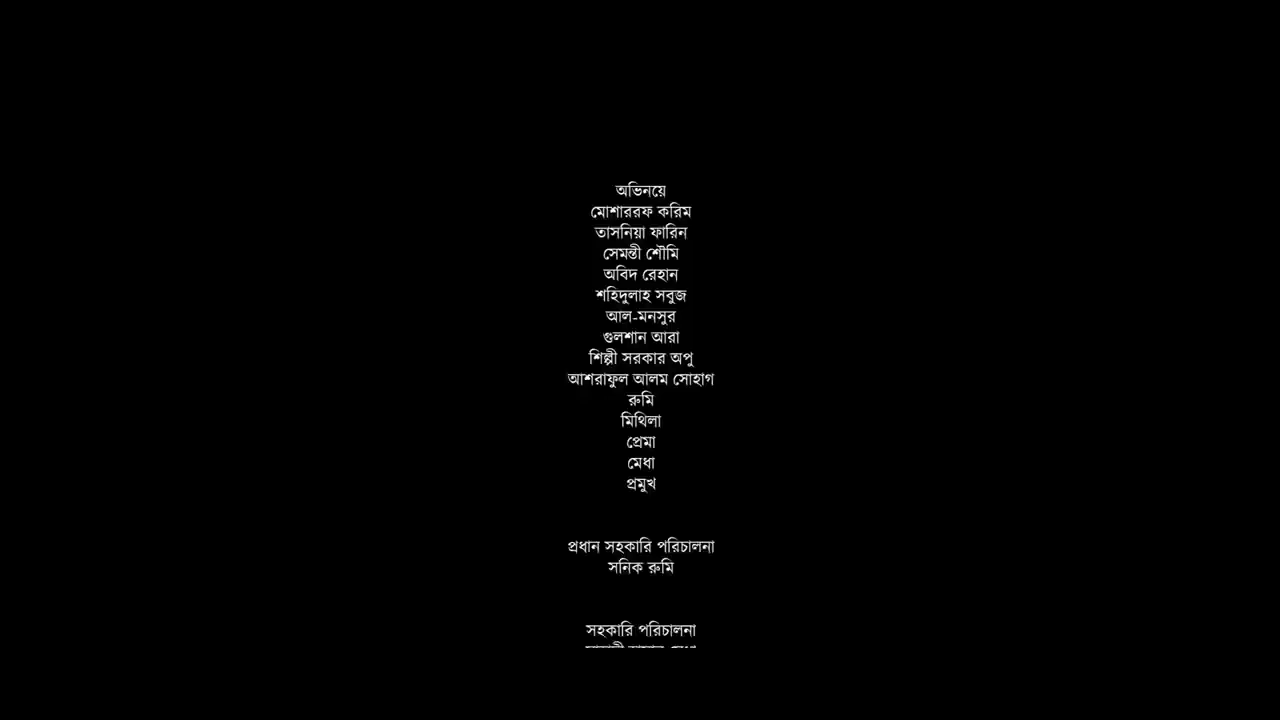 অভিনয়ে
মোশাররফ করিম
তাসনিয়া ফারিন
সেমন্তী শৌমি
অবিদ রেহান
শহিদুলাহ সবুজ
আল-মনসুর
গুলশান আরা
শিল্পী সরকার অপু
আশরাফুল আলম সোহাগ
রুমি
মিথিলা
প্রেমা
মেধা
প্রমুখ
প্রধান সহকারি পরিচালনা
সনিক রুমি
সহকারি পরিচালনা